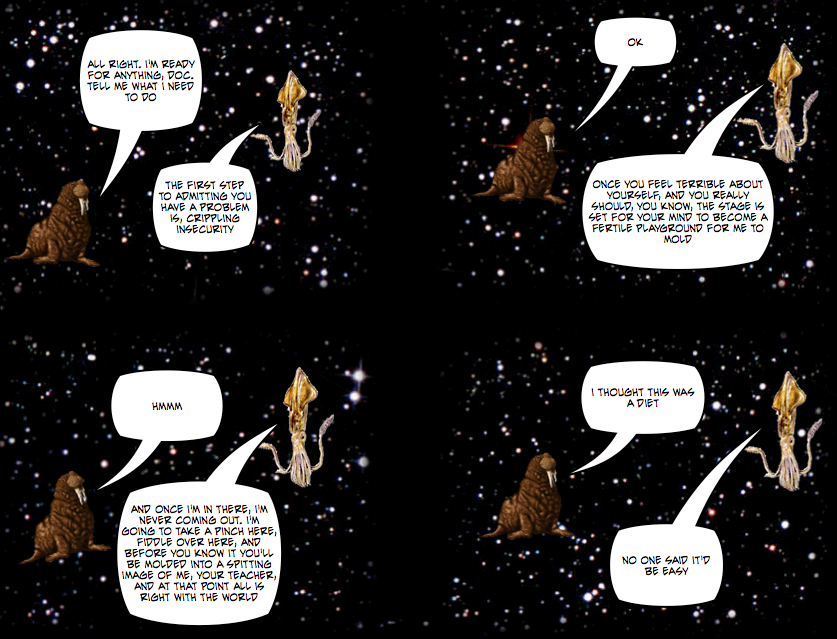 ALL RIGHT. I'M READY
FOR ANYTHING, DOC.
TELL ME WHAT I NEED
TO DO
THE FIRST STEP
TO ADMITTING YOU
HAVE A PROBLEM
IS, CRIPPLING
INSECURITY
OK
ONCE YOU FEEL TERRIBLE ABOUT
YOURSELF, AND YOU REALLY
SHOULD, YOU KNOW, THE STAGE IS
SET FOR YOUR MIND TO BECOME A
FERTILE PLAYGROUND FOR ME TO
MOLD
HMMM
AND ONCE I'M IN THERE, I'M
NEVER COMING OUT. I'M
GOING TO TAKE A PINCH HERE,
FIDDLE OVER HERE, AND
BEFORE YOU KNOW IT YOU'LL
BE MOLDED INTO A SPITTING
IMAGE OF ME, YOUR TEACHER,
AND AT THAT POINT ALL IS
RIGHT WITH THE WORLD
I THOUGHT THIS WAS
A DIET
NO ONE SAID IT'D
BE EASY